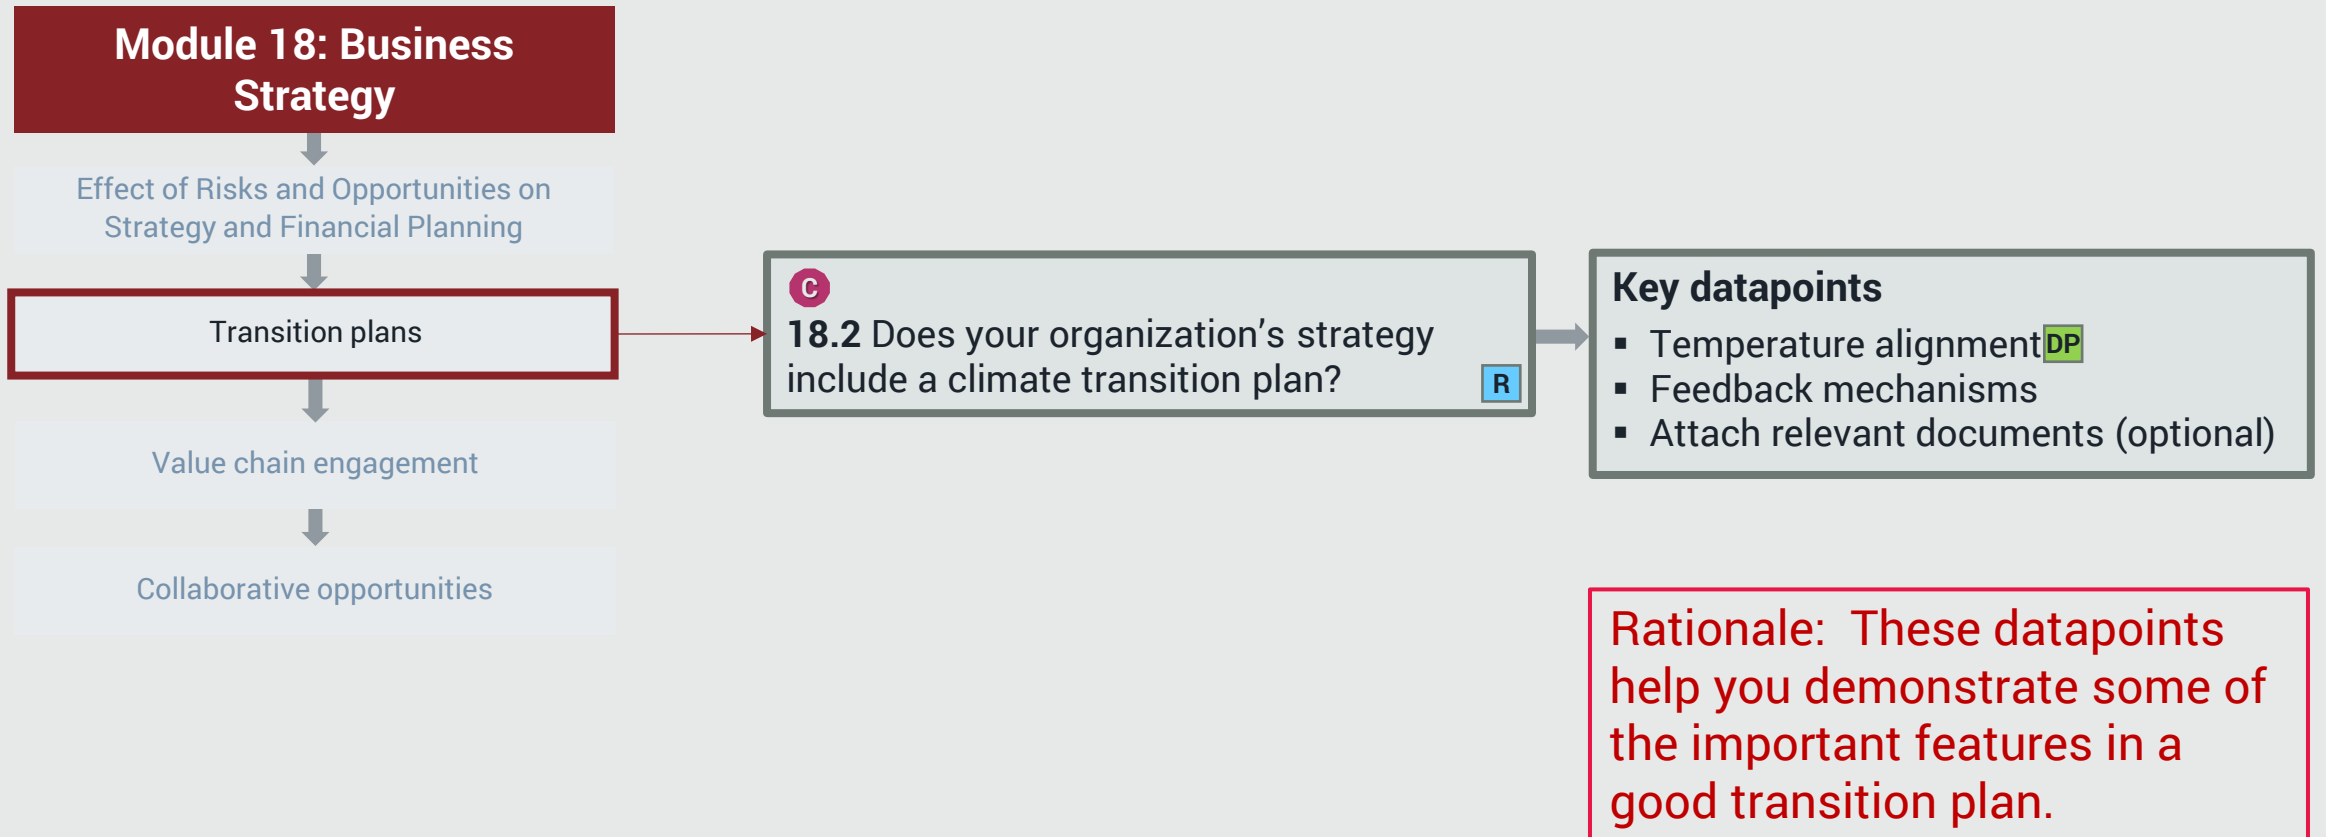 Module 18: Business
Strategy
Effect of Risks and Opportunities on
Strategy and Financial Planning
Transition plans
Value chain engagement
Collaborative opportunities
C
18.2 Does your organization’s strategy
include a climate transition plan?
R
Key datapoints
▪ Temperature alignment DP
▪ Feedback mechanisms
▪ Attach relevant documents (optional)
Rationale: These datapoints
help you demonstrate some of
the important features in a
good transition plan.